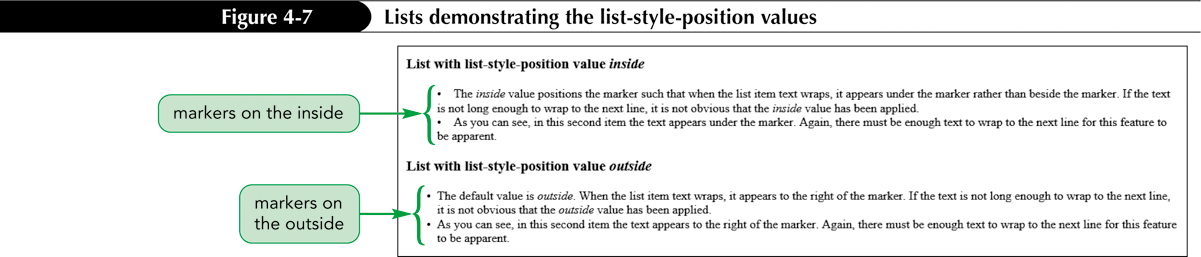 Figure 4-7 Lists demonstrating the list-style-position values
List with list-style-position value inside
markers on the inside
• The inside value positions the marker such that when the list item text wraps, it appears under the marker rather than beside the marker. If the text
is not long enough to wrap to the next line, it is not obvious that the inside value has been applied.
• As you can see, in this second item the text appears under the marker. Again, there must be enough text to wrap to the next line for this feature to
be apparent.
List with list-style-position value outside
markers on
the outside
• The default value is outside. When the list item text wraps, it appears to the right of the marker. If the text is not long enough to wrap to the next line,
it is not obvious that the outside value has been applied.
• As you can see, in this second item the text appears to the right of the marker. Again, there must be enough text to wrap to the next line for this feature
to be apparent.